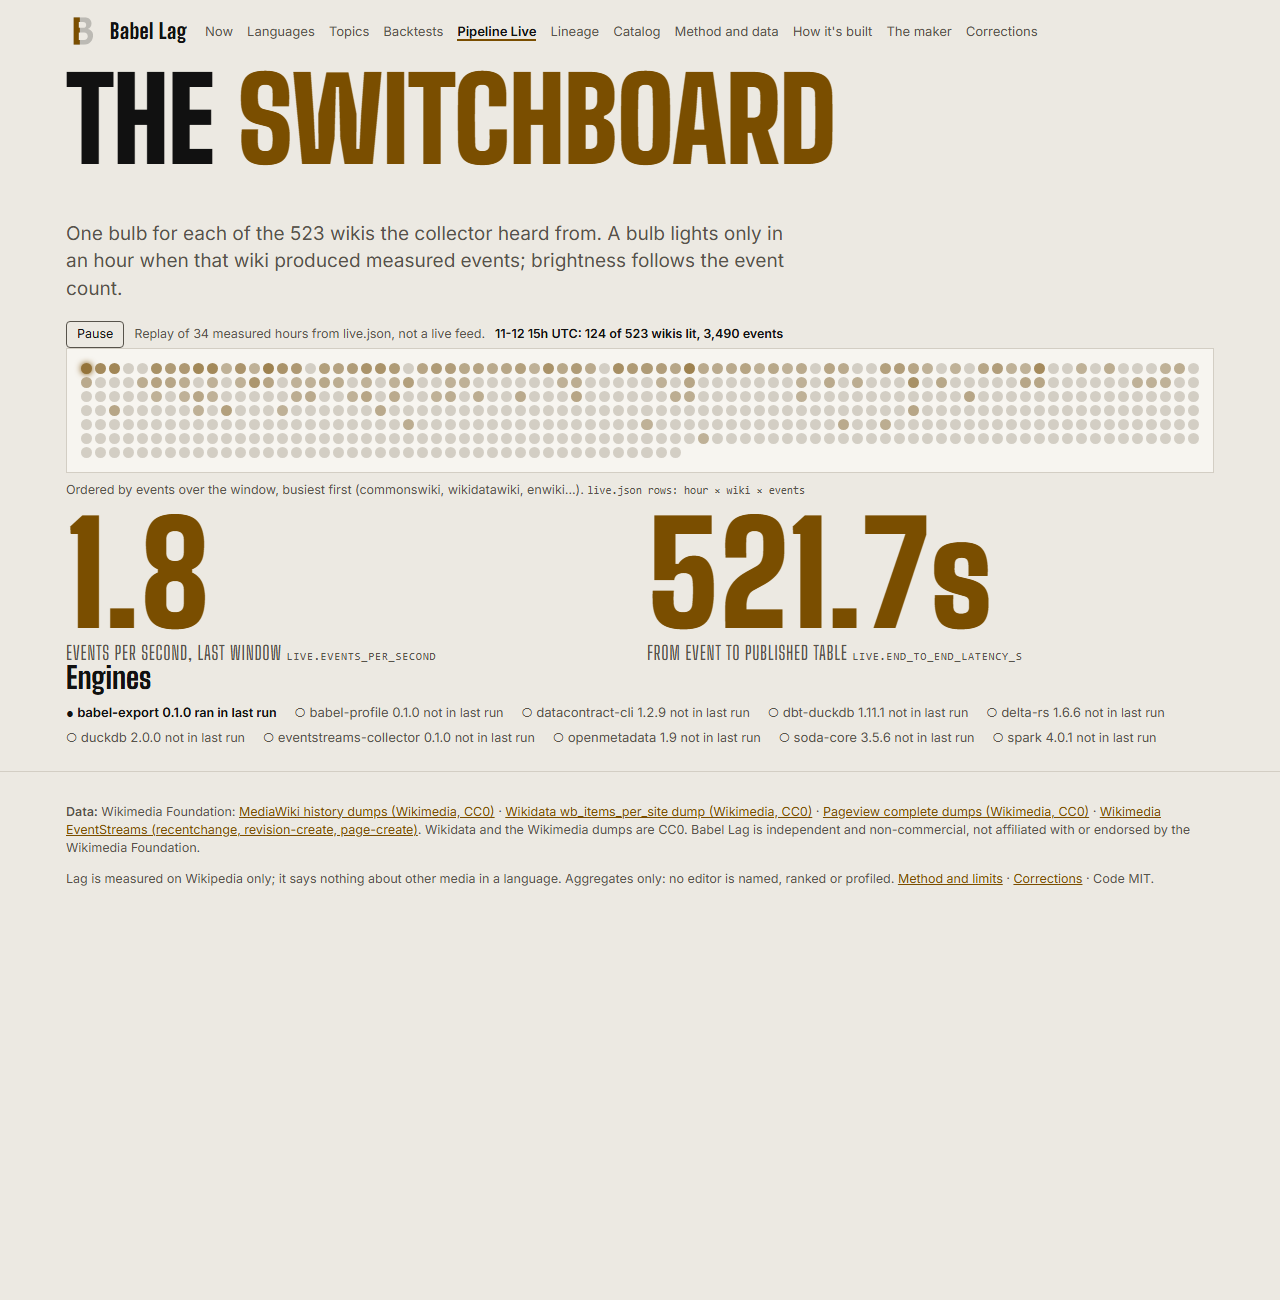 B Babel Lag Now Languages Topics Backtests Pipeline Live Lineage Catalog Method and data How it's built The maker Corrections
THE SWITCHBOARD
One bulb for each of the 523 wikis the collector heard from. A bulb lights only in
an hour when that wiki produced measured events; brightness follows the event
count.
Pause Replay of 34 measured hours from live.json, not a live feed. 11-12 15h UTC: 124 of 523 wikis lit, 3,490 events
Ordered by events over the window, busiest first (commonswiki, wikidatawiki, enwiki...). live.json rows: hour × wiki × events
1.8
EVENTS PER SECOND, LAST WINDOW LIVE.EVENTS_PER_SECOND
521.7s
FROM EVENT TO PUBLISHED TABLE LIVE.END_TO_END_LATENCY_S
Engines
● babel-export 0.1.0 ran in last run ○ babel-profile 0.1.0 not in last run ○ datacontract-cli 1.2.9 not in last run ○ dbt-duckdb 1.11.1 not in last run ○ delta-rs 1.6.6 not in last run
○ duckdb 2.0.0 not in last run ○ eventstreams-collector 0.1.0 not in last run ○ openmetadata 1.9 not in last run ○ soda-core 3.5.6 not in last run ○ spark 4.0.1 not in last run
Data: Wikimedia Foundation: MediaWiki history dumps (Wikimedia, CC0) · Wikidata wb_items_per_site dump (Wikimedia, CC0) · Pageview complete dumps (Wikimedia, CC0) · Wikimedia
EventStreams (recentchange, revision-create, page-create). Wikidata and the Wikimedia dumps are CC0. Babel Lag is independent and non-commercial, not affiliated with or endorsed by the
Wikimedia Foundation.
Lag is measured on Wikipedia only; it says nothing about other media in a language. Aggregates only: no editor is named, ranked or profiled. Method and limits · Corrections · Code MIT.